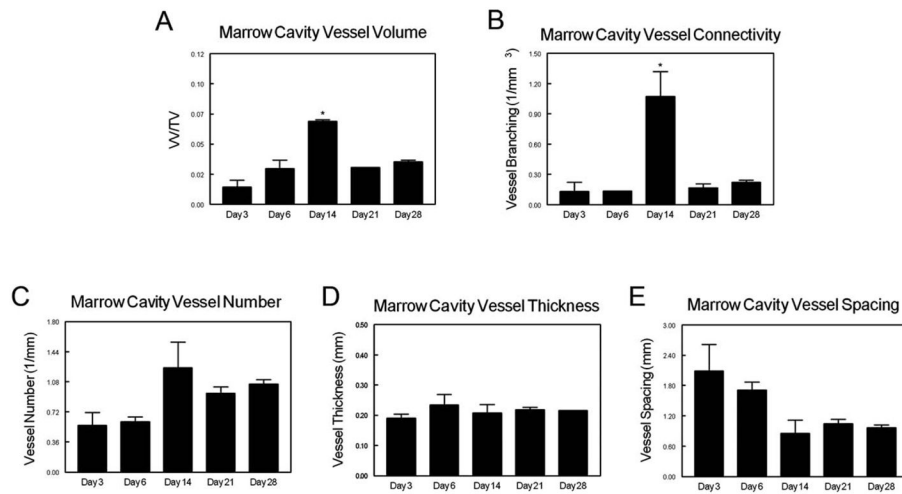 A
Marrow Cavity Vessel Volume
VV/TV
0.12
0.10
0.07
0.05
0.02
0.00
*
Day3 Day6 Day14 Day21 Day28
B
Marrow Cavity Vessel Connectivity
Vessel Branching (1/mm 3)
1.50
1.20
0.90
0.60
0.30
0.00
*
Day3 Day6 Day14 Day21 Day28
C
Marrow Cavity Vessel Number
Vessel Number (1/mm)
1.80
1.44
1.08
0.72
0.36
0.00
Day3 Day6 Day14 Day21 Day28
D
Marrow Cavity Vessel Thickness
Vessel Thickness (mm)
0.50
0.40
0.30
0.20
0.10
0.00
Day3 Day6 Day14 Day21 Day28
E
Marrow Cavity Vessel Spacing
Vessel Spacing (mm)
3.00
2.40
1.80
1.20
0.60
0.00
Day3 Day6 Day14 Day21 Day28